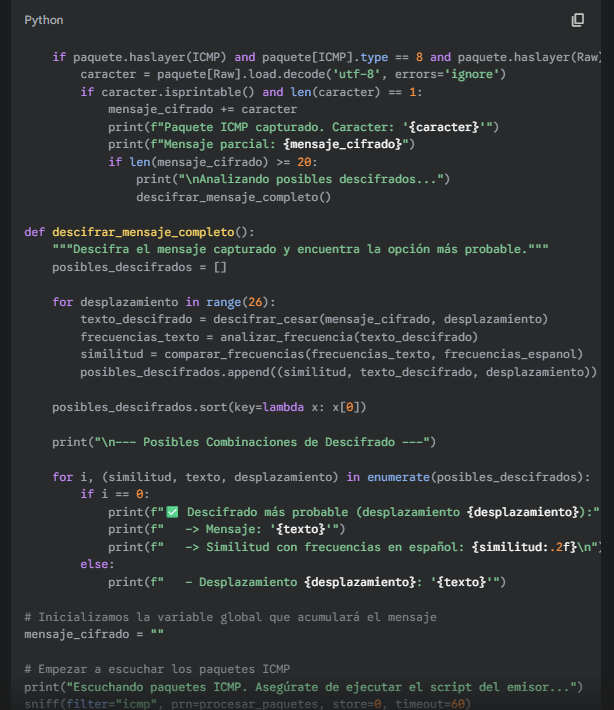 Python
    if paquete.haslayer(ICMP) and paquete[ICMP].type == 8 and paquete.haslayer(Raw)
        caracter = paquete[Raw].load.decode('utf-8', errors='ignore')
        if caracter.isprintable() and len(caracter) == 1:
            mensaje_cifrado += caracter
            print(f"Paquete ICMP capturado. Caracter: '{caracter}'")
            print(f"Mensaje parcial: {mensaje_cifrado}")
            if len(mensaje_cifrado) >= 20:
                print("\nAnalizando posibles descifrados...")
                descifrar_mensaje_completo()
def descifrar_mensaje_completo():
    """Descifra el mensaje capturado y encuentra la opción más probable."""
    posibles_descifrados = []
    for desplazamiento in range(26):
        texto_descifrado = descifrar_cesar(mensaje_cifrado, desplazamiento)
        frecuencias_texto = analizar_frecuencia(texto_descifrado)
        similitud = comparar_frecuencias(frecuencias_texto, frecuencias_espanol)
        posibles_descifrados.append((similitud, texto_descifrado, desplazamiento))
    posibles_descifrados.sort(key=lambda x: x[0])
    print("\n--- Posibles Combinaciones de Descifrado ---")
    for i, (similitud, texto, desplazamiento) in enumerate(posibles_descifrados):
        if i == 0:
            print(f"✅ Descifrado más probable (desplazamiento {desplazamiento}):"
            print(f"   -> Mensaje: '{texto}'")
            print(f"   -> Similitud con frecuencias en español: {similitud:.2f}\n")
        else:
            print(f"   - Desplazamiento {desplazamiento}: '{texto}'")
# Inicializamos la variable global que acumulará el mensaje
mensaje_cifrado = ""
# Empezar a escuchar los paquetes ICMP
print("Escuchando paquetes ICMP. Asegúrate de ejecutar el script del emisor...")
sniff(filter="icmp", prn=procesar_paquetes, store=0, timeout=60)